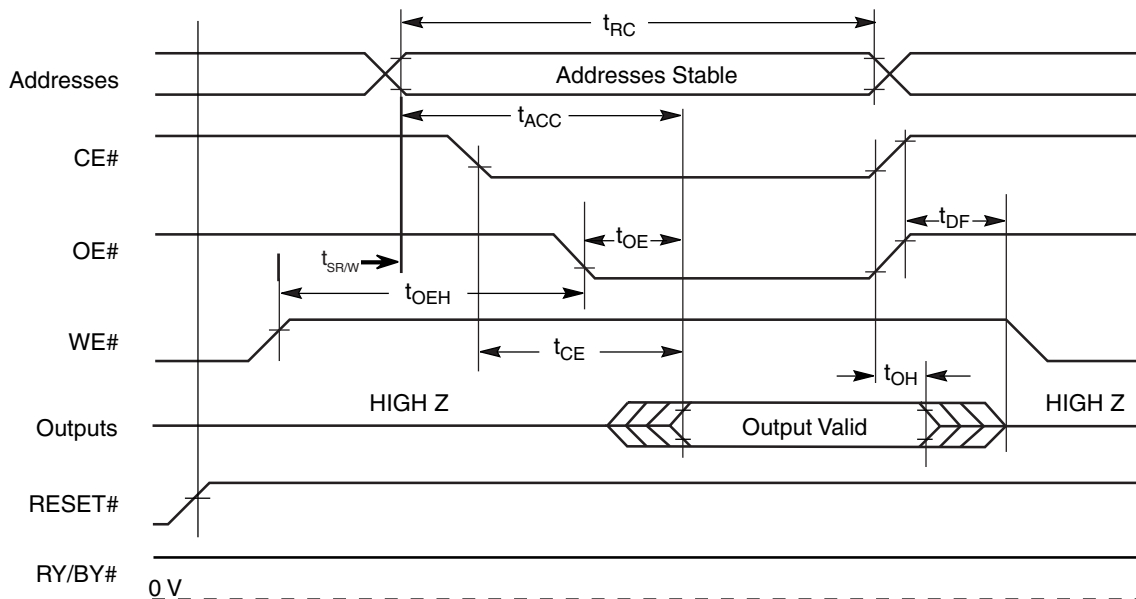 tRC
Addresses
Addresses Stable
tACC
CE#
tDF
tOE
OE#
tSR/W
tOEH
WE#
tCE
tOH
HIGH Z
HIGH Z
Outputs
Output Valid
RESET#
RY/BY#
0 V